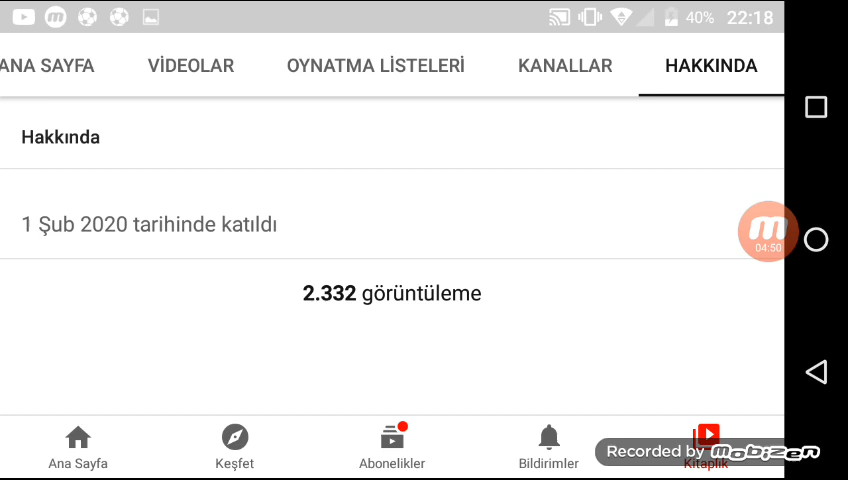 40% 22:18
ANA SAYFA VİDEOLAR OYNATMA LİSTELERİ KANALLAR HAKKINDA
Hakkında
1 Şub 2020 tarihinde katıldı
04:50
2.332 görüntüleme
Ana Sayfa Keşfet Abonelikler Bildirimler Kitaplık
Recorded by Mobizen